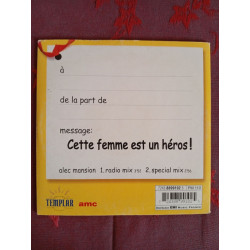 à
de la part de
message:
Cette femme est un héros!
alec mansion 1. radio mix 2. special mix
TEMPLAR amc